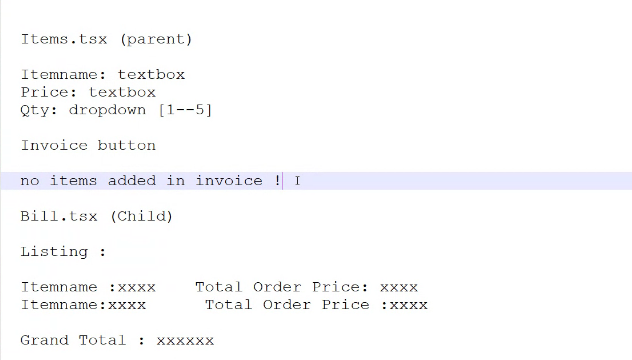 Items.tsx (parent)
Itemname: textbox
Price: textbox
Qty: dropdown [1--5]
Invoice button
no items added in invoice !
Bill.tsx (Child)
Listing :
Itemname :xxxx    Total Order Price: xxxx
Itemname:xxxx      Total Order Price :xxxx
Grand Total : xxxxxx